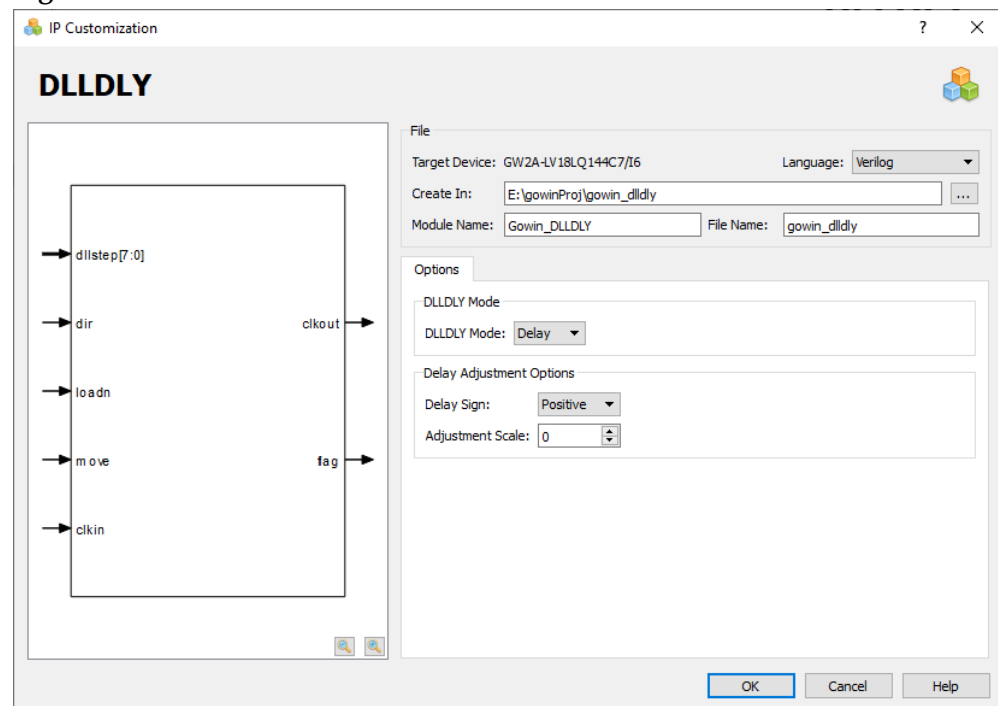 IP Customization
?
DLLDLY
dllstep[7:0]
dir
clkout
loadn
move
fag
clkin
File
Target Device: GW2A-LV18LQ144C7/I6 Language: Verilog
Create In: E:\gowinProj\gowin_dlldly ...
Module Name: Gowin_DLLDLY File Name: gowin_dlldly
Options
DLLDLY Mode
DLLDLY Mode: Delay
Delay Adjustment Options
Delay Sign: Positive
Adjustment Scale: 0
OK Cancel Help